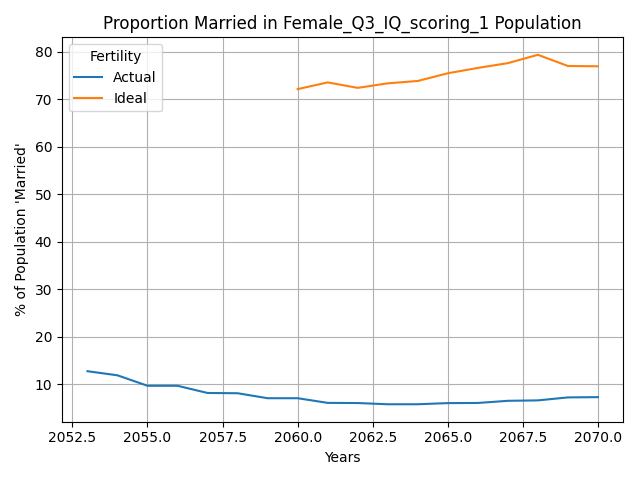 Proportion Married in Female_Q3_IQ_scoring_1 Population
Fertility
Actual
Ideal
80
70
60
50
40
30
20
10
% of Population 'Married'
2052.5 2055.0 2057.5 2060.0 2062.5 2065.0 2067.5 2070.0
Years